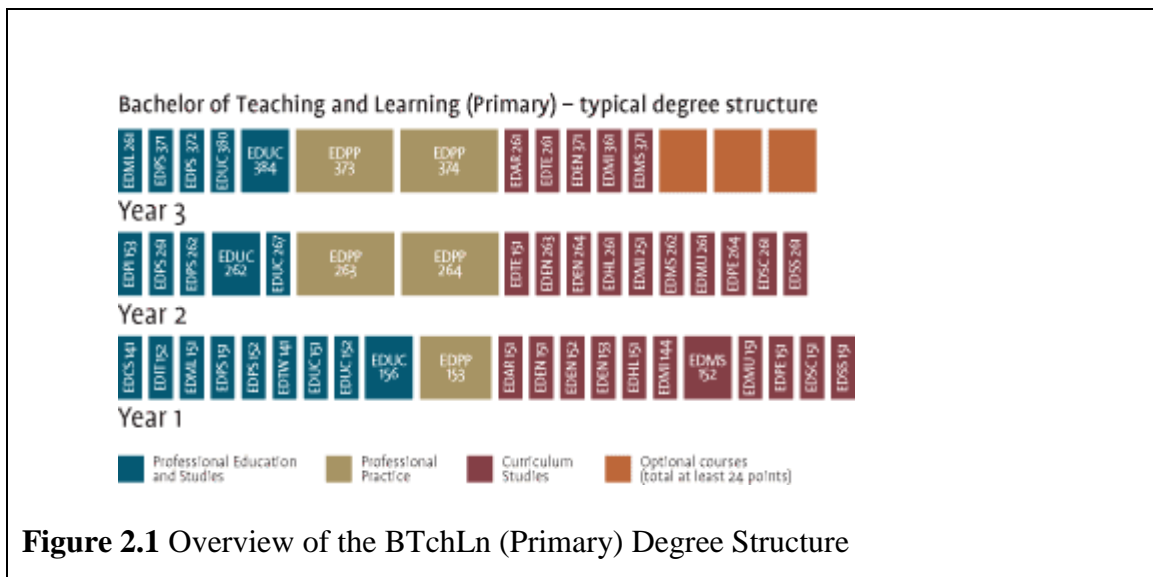 Bachelor of Teaching and Learning (Primary) – typical degree structure
EDML 261
EDPS 371
EDPS 372
EDUC 380
EDUC
384
EDPP
373
EDPP
374
EDAR 261
EDTE 261
EDEN 371
EDMI 361
EDMS 371
Year 3
EDPI 153
EDPS 261
EDPS 262
EDUC
262
EDUC 267
EDPP
263
EDPP
264
EDTE 151
EDEN 263
EDEN 264
EDHL 261
EDMI 251
EDMS 262
EDMU 261
EDPE 264
EDSC 261
EDSS 261
Year 2
EDCS 141
EDIT 152
EDML 151
EDPS 151
EDPS 152
EDTW 141
EDUC 151
EDUC 152
EDUC
156
EDPP
153
EDAR 151
EDEN 151
EDEN 152
EDEN 153
EDHL 151
EDMI 144
EDMS
152
EDMU 151
EDPE 151
EDSC 151
EDSS 151
Year 1
Professional Education
and Studies
Professional
Practice
Curriculum
Studies
Optional courses
(total at least 24 points)
Figure 2.1 Overview of the BTchLn (Primary) Degree Structure